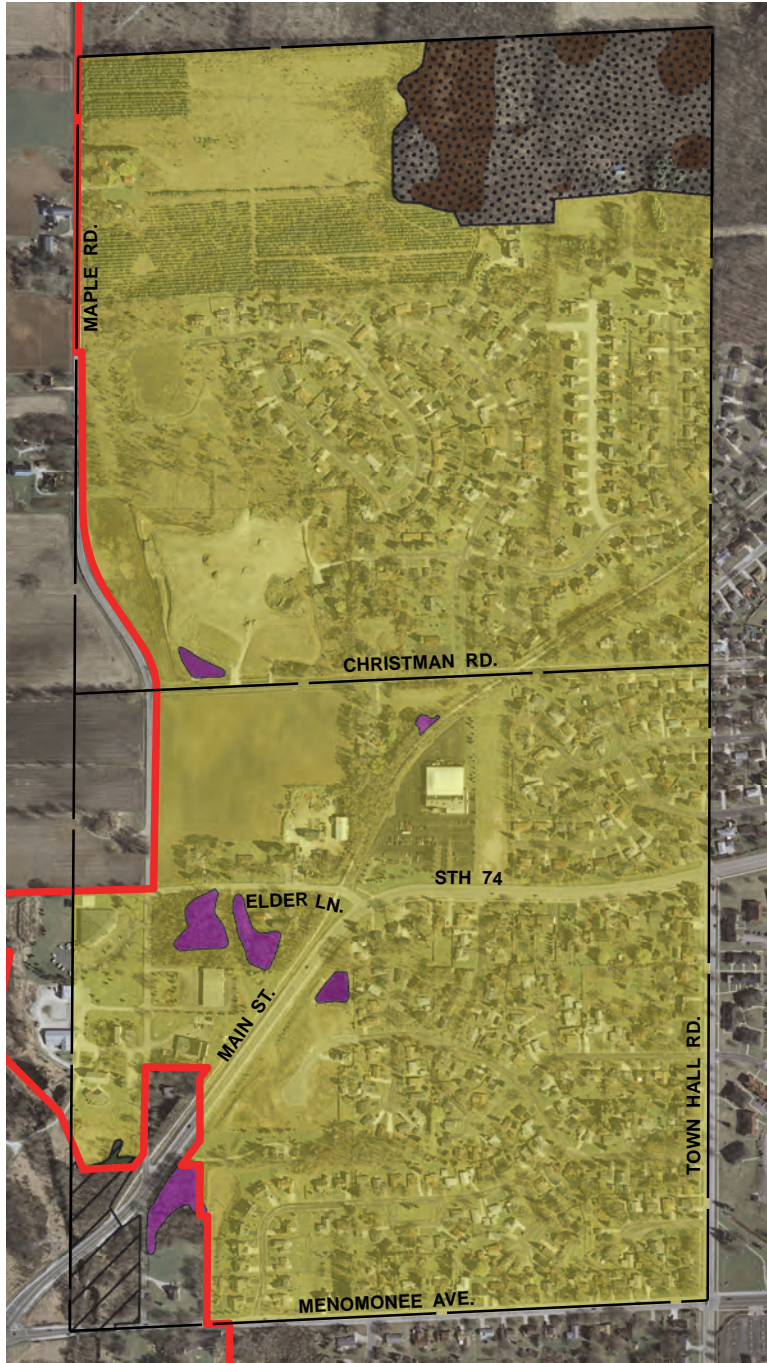 MAPLE RD.
CHRISTMAN RD.
STH 74
ELDER LN.
MAIN ST.
TOWN HALL RD.
MENOMONEE AVE.